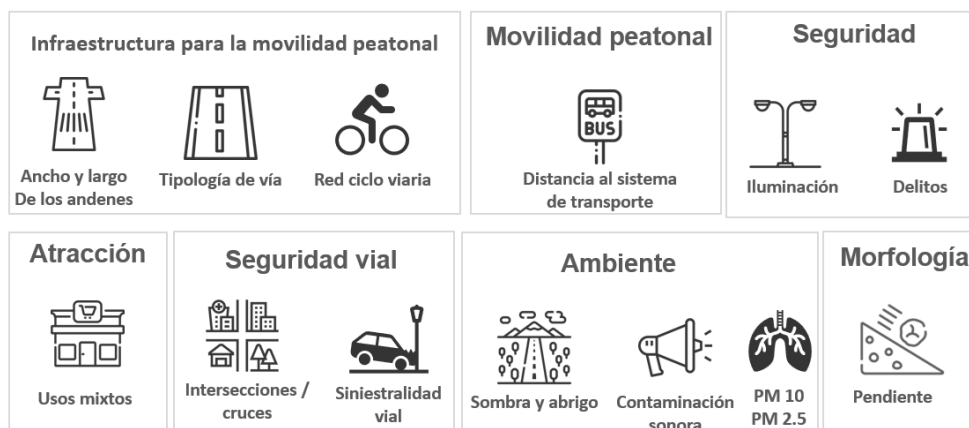 Infraestructura para la movilidad peatonal
Ancho y largo
De los andenes
Tipología de vía
Red ciclo viaria
Movilidad peatonal
BUS
Distancia al sistema
de transporte
Seguridad
Iluminación
Delitos
Atracción
Usos mixtos
Seguridad vial
Intersecciones /
cruces
Siniestralidad
vial
Ambiente
Sombra y abrigo
Contaminación
sonora
PM 10
PM 2.5
Morfología
Pendiente